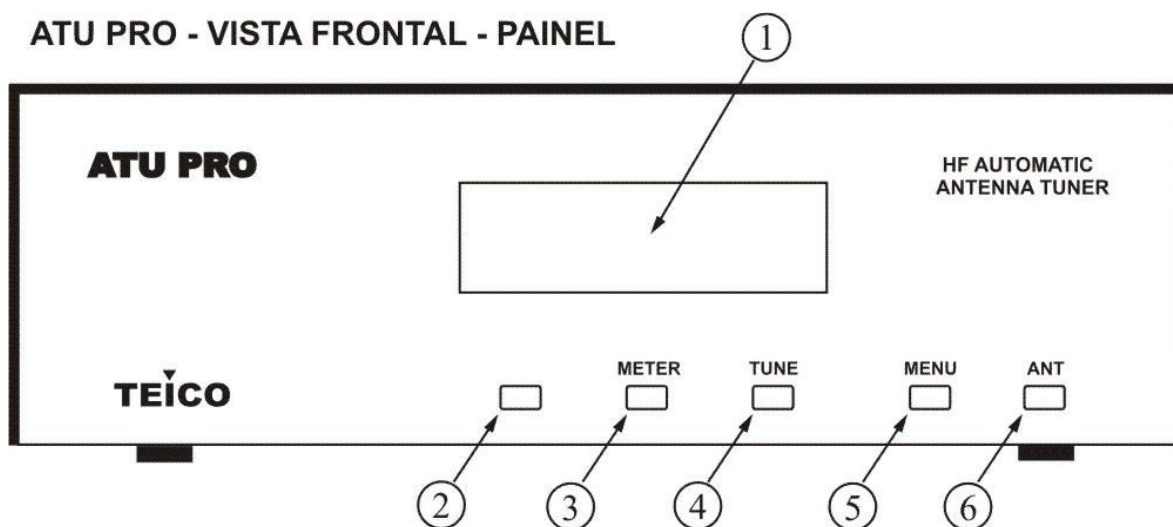 ATU PRO - VISTA FRONTAL - PAINEL
1
ATU PRO
HF AUTOMATIC
ANTENNA TUNER
TEICO
METER
TUNE
MENU
ANT
2
3
4
5
6